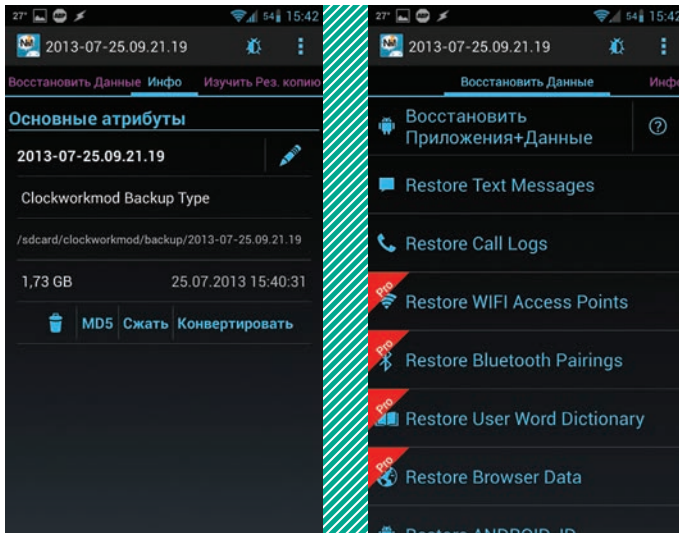 27° 54 15:42
2013-07-25.09.21.19
Восстановить Данные Инфо Изучить Рез. копию
Основные атрибуты
2013-07-25.09.21.19
Clockworkmod Backup Type
/sdcard/clockworkmod/backup/2013-07-25.09.21.19
1,73 GB 25.07.2013 15:40:31
MD5 Сжать Конвертировать
27° 54 15:42
2013-07-25.09.21.19
Восстановить Данные Инфо
Восстановить
Приложения+Данные
Restore Text Messages
Restore Call Logs
Pro Restore WIFI Access Points
Pro Restore Bluetooth Pairings
Pro Restore User Word Dictionary
Pro Restore Browser Data
Restore ANDROID_ID